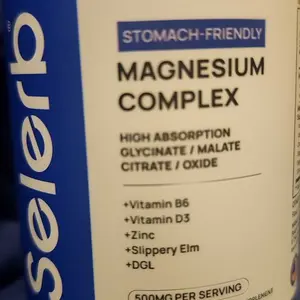 Selerb
STOMACH-FRIENDLY
MAGNESIUM
COMPLEX
HIGH ABSORPTION
GLYCINATE / MALATE
CITRATE / OXIDE
+Vitamin B6
+Vitamin D3
+Zinc
+Slippery Elm
+DGL
500MG PER SERVING